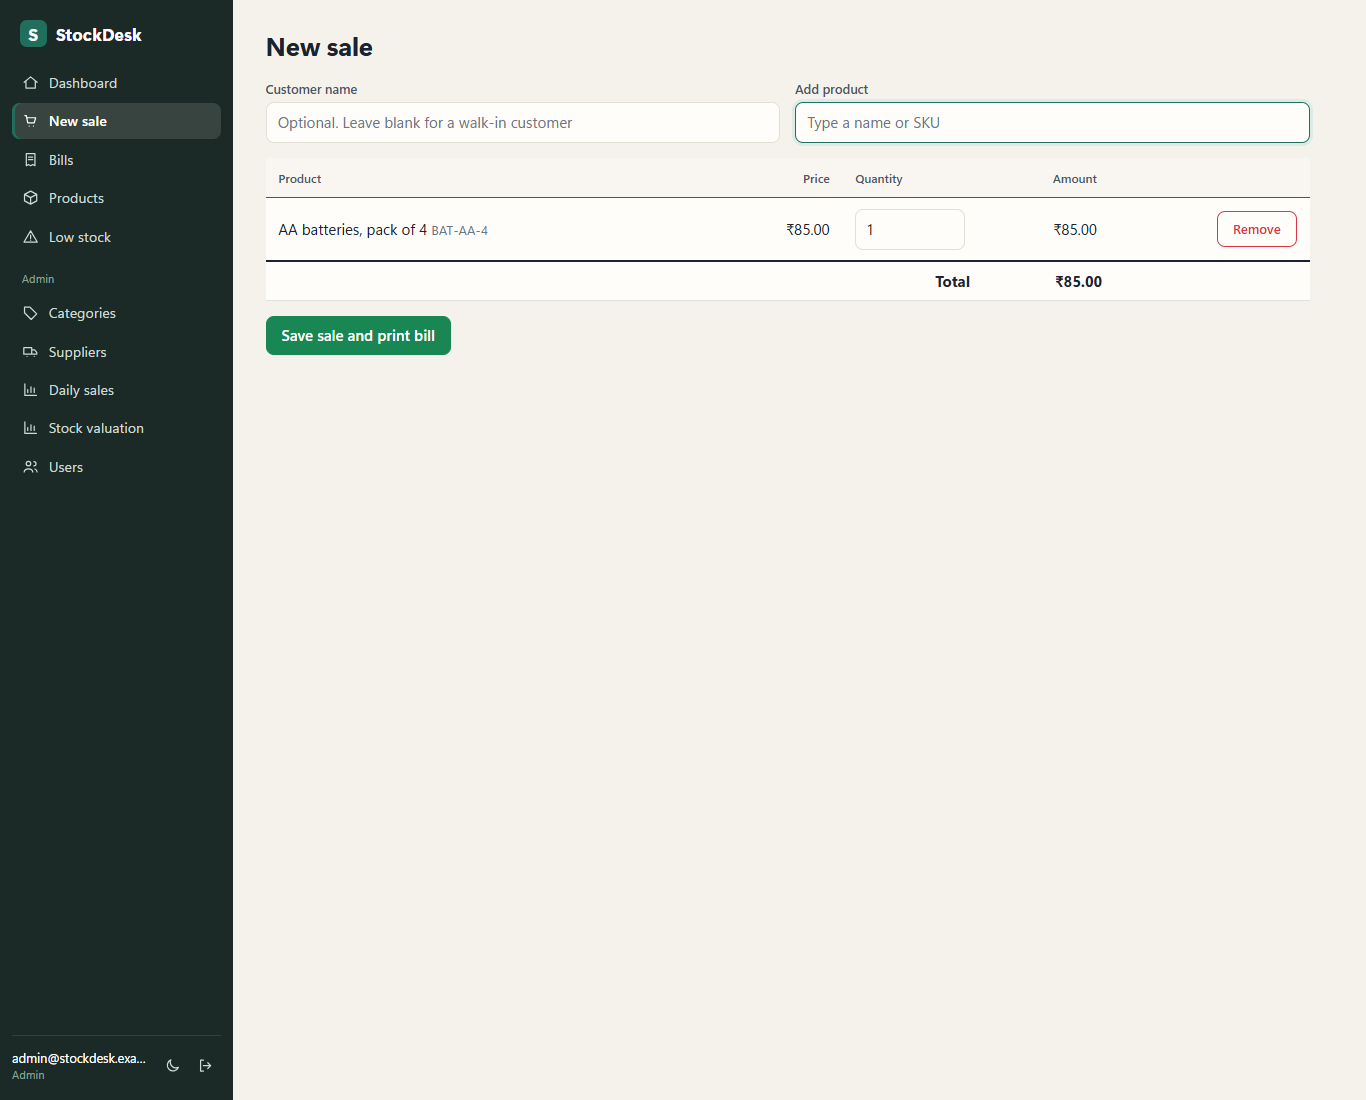 S StockDesk
Dashboard
New sale
Bills
Products
Low stock
Admin
Categories
Suppliers
Daily sales
Stock valuation
Users
admin@stockdesk.exa...
Admin
New sale
Customer name
Optional. Leave blank for a walk-in customer
Add product
Type a name or SKU
Product Price Quantity Amount
AA batteries, pack of 4 BAT-AA-4 ₹85.00 1 ₹85.00 Remove
Total ₹85.00
Save sale and print bill